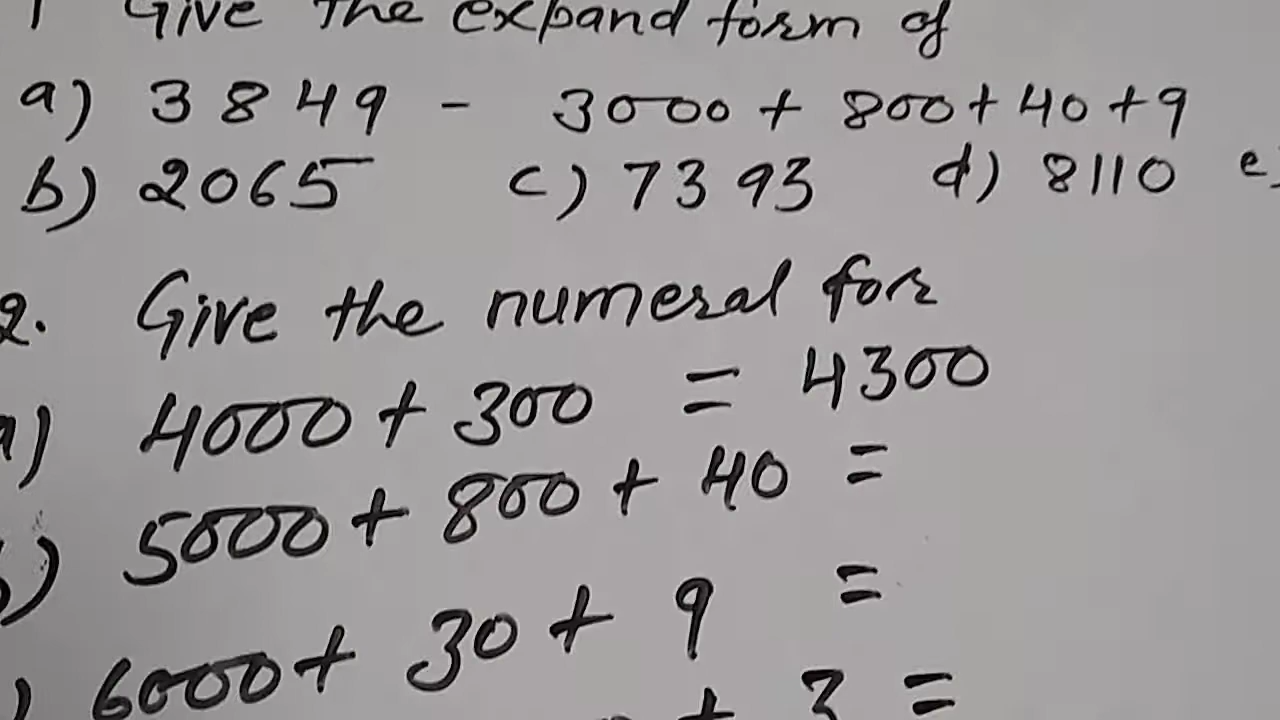 1 Give the expand form of
a) 3849 - 3000 + 800 + 40 + 9
b) 2065 c) 7393 d) 8110 e)
2. Give the numeral for
a) 4000 + 300 = 4300
b) 5000 + 800 + 40 =
) 6000 + 30 + 9 =
+ 3 =